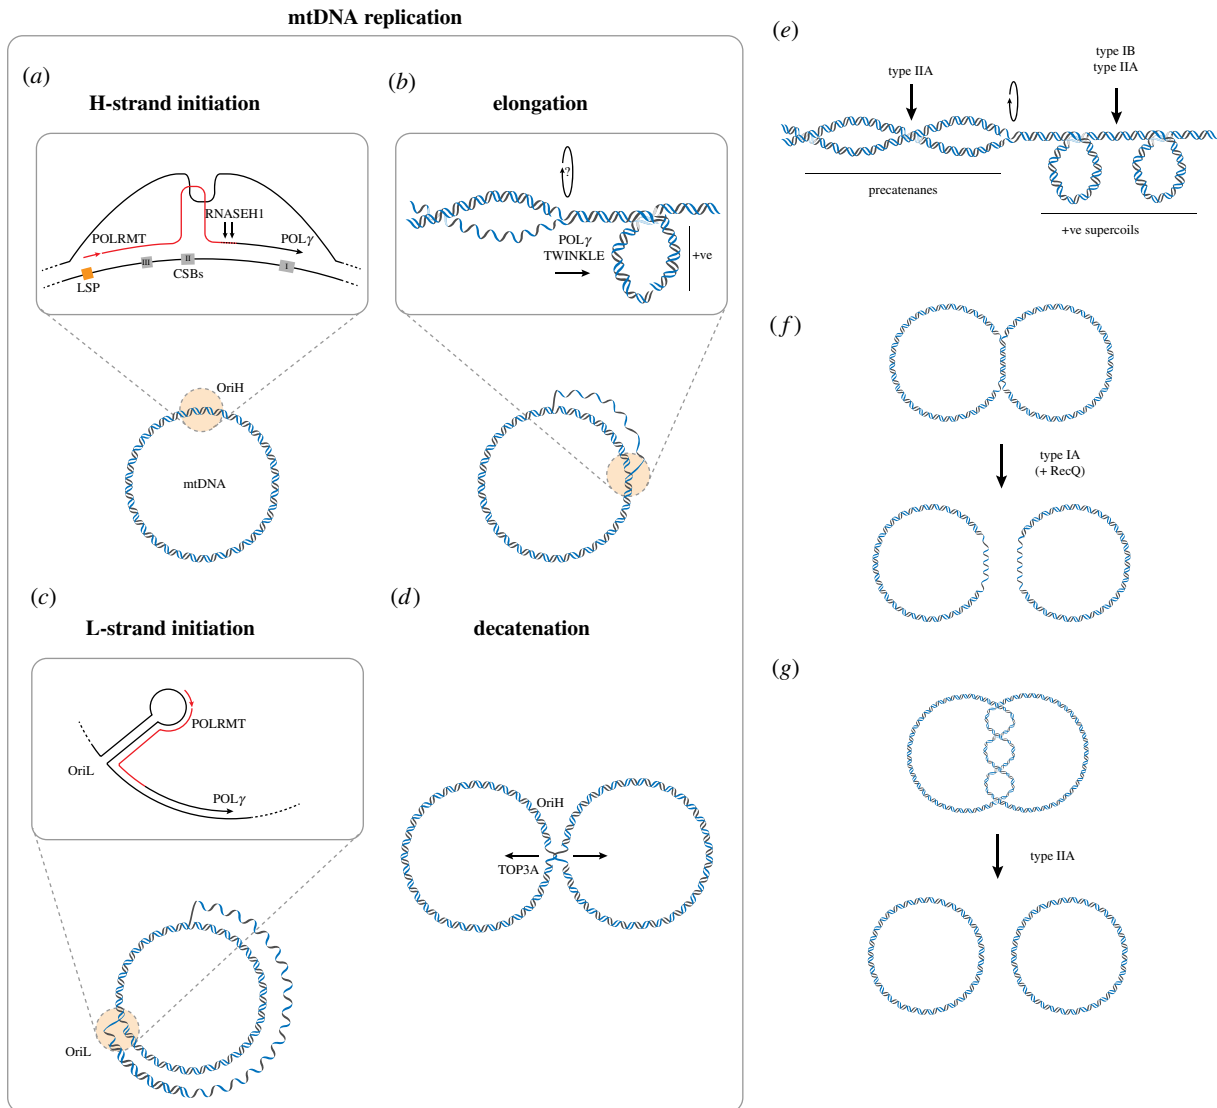 mtDNA replication
(a)
H-strand initiation
RNASEH1
POLRMT
POLγ
III
II
I
CSBs
LSP
OriH
mtDNA
(b)
elongation
?
POLγ
TWINKLE
+ve
(c)
L-strand initiation
POLRMT
OriL
POLγ
OriL
(d)
decatenation
OriH
TOP3A
(e)
type IIA
type IB
type IIA
precatenanes
+ve supercoils
(f)
type IA
(+ RecQ)
(g)
type IIA